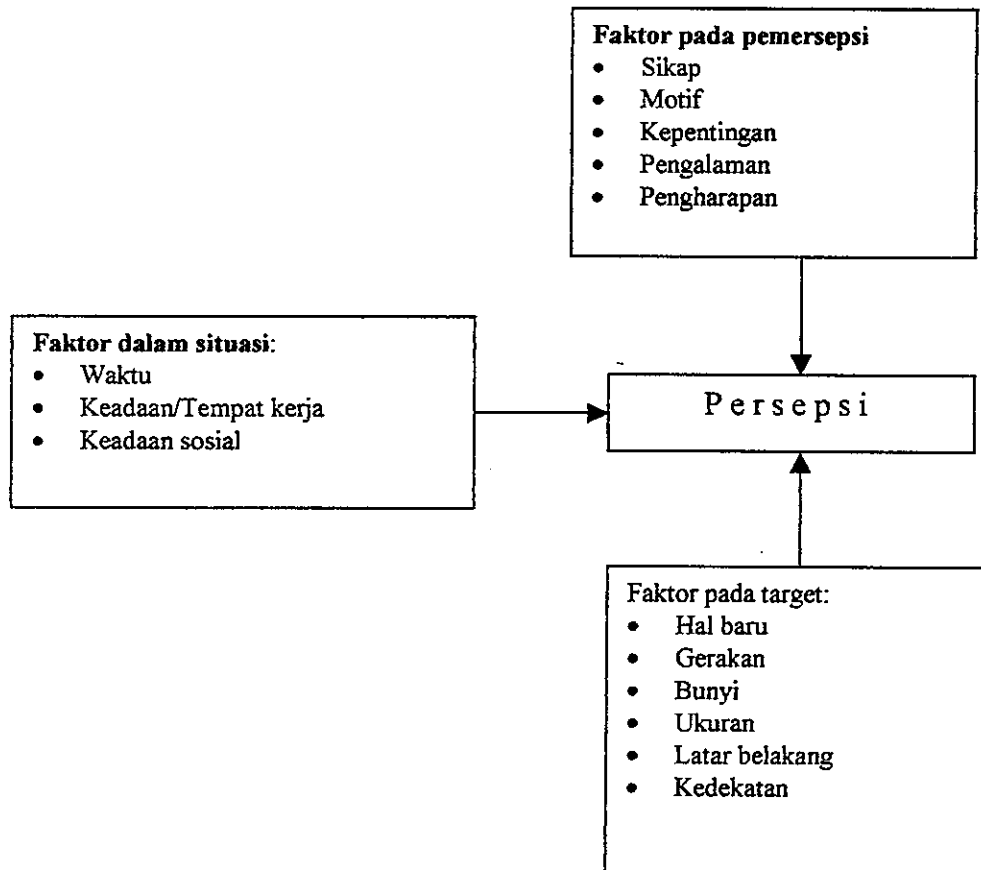 Faktor pada pemersepsi
• Sikap
• Motif
• Kepentingan
• Pengalaman
• Pengharapan
Faktor dalam situasi:
• Waktu
• Keadaan/Tempat kerja
• Keadaan sosial
Persepsi
Faktor pada target:
• Hal baru
• Gerakan
• Bunyi
• Ukuran
• Latar belakang
• Kedekatan